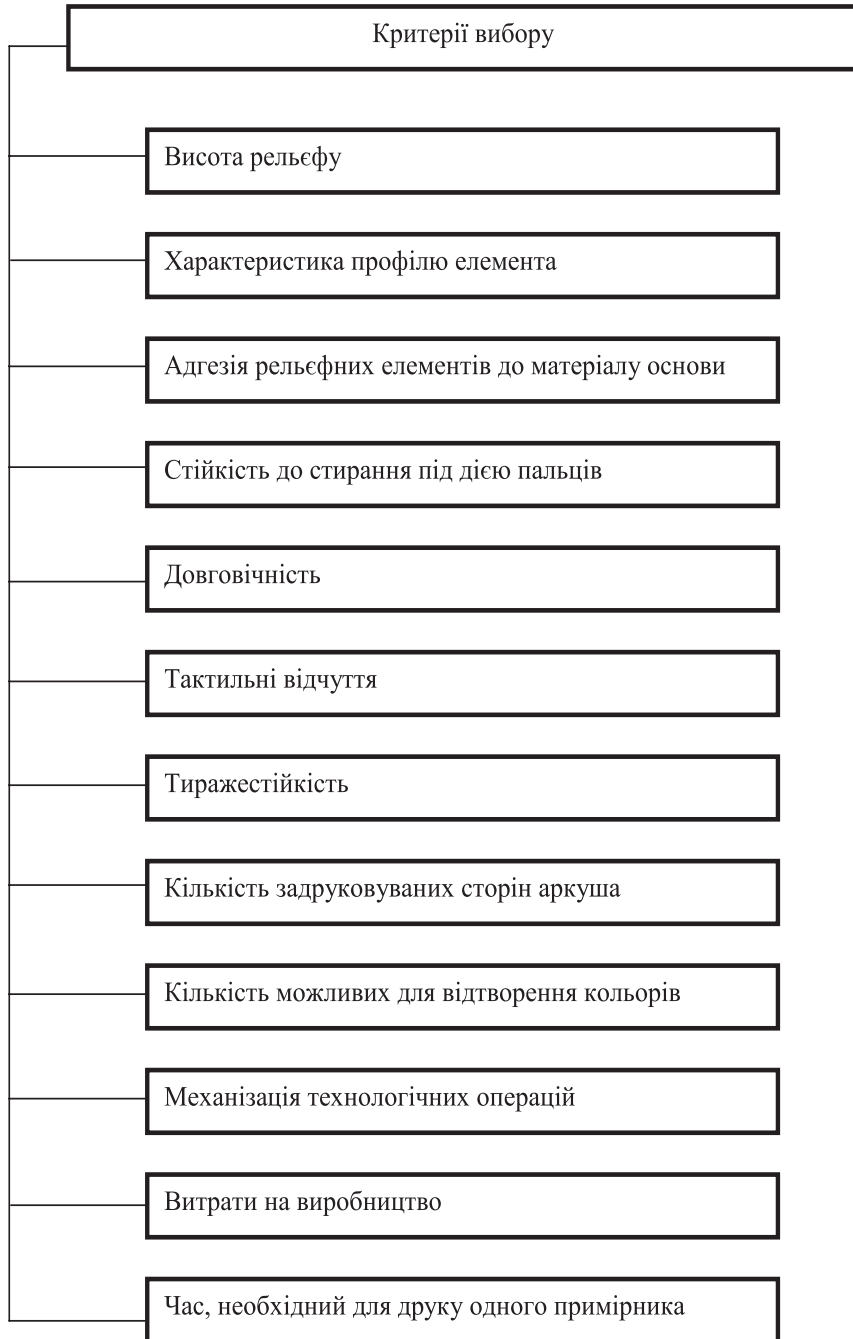 Критерії вибору
Висота рельєфу
Характеристика профілю елемента
Адгезія рельєфних елементів до матеріалу основи
Стійкість до стирання під дією пальців
Довговічність
Тактильні відчуття
Тиражестійкість
Кількість задруковуваних сторін аркуша
Кількість можливих для відтворення кольорів
Механізація технологічних операцій
Витрати на виробництво
Час, необхідний для друку одного примірника